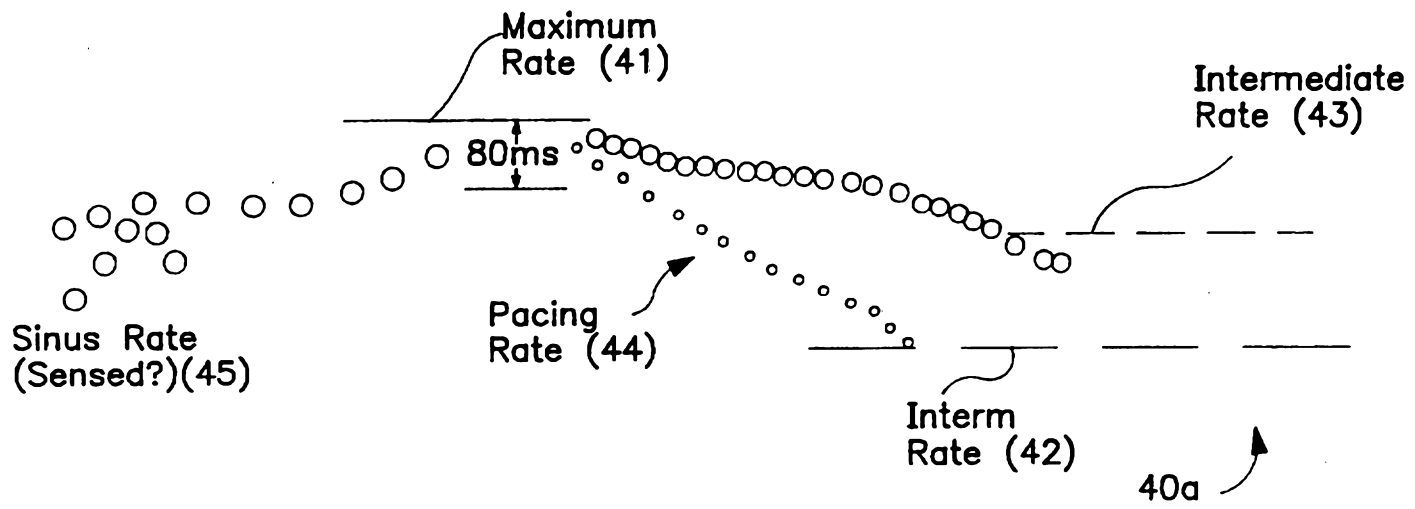 Maximum
Rate (41)
Intermediate
Rate (43)
80ms
Pacing
Rate (44)
Sinus Rate
(Sensed?)(45)
Interm
Rate (42)
40a